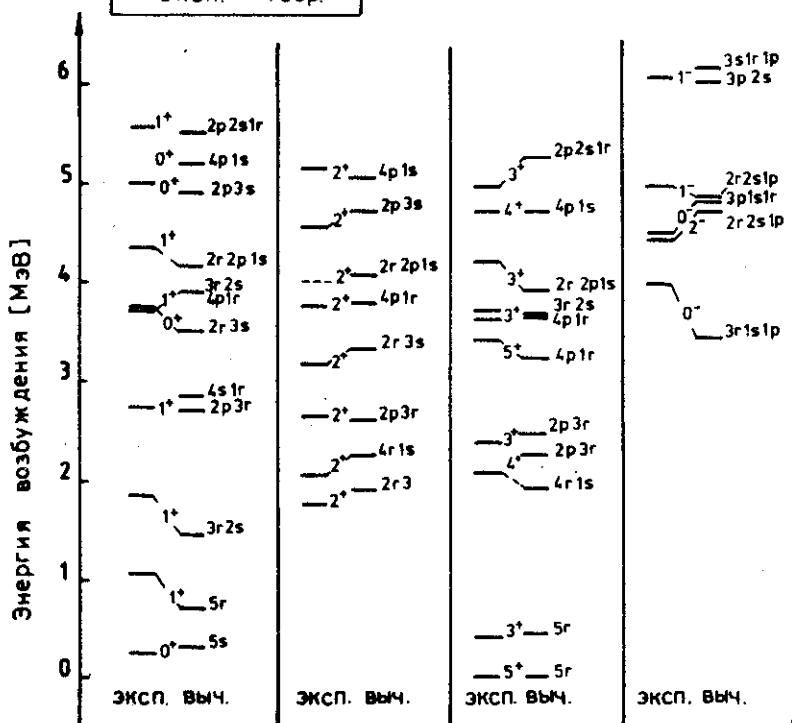 6
5
4
3
2
1
0
Энергия возбуждения [МэВ]
1⁺ 2p2s1r
0⁺ 4p1s
0⁺ 2p3s
1⁺ 2r2p1s
3r2s
1⁺ 4p1r
0⁺ 2r3s
4s1r
1⁺ 2p3r
1⁺ 3r2s
1⁺ 5r
0⁺ 5s
эксп. выч.
2⁺ 4p1s
2⁺ 2p3s
2⁺ 2r2p1s
2⁺ 4p1r
2⁺ 2r3s
2⁺ 2p3r
2⁺ 4r1s
2⁺ 2r3
эксп. выч.
3⁺ 2p2s1r
4⁺ 4p1s
3⁺ 2r2p1s
3r2s
3⁺ 4p1r
5⁺ 4p1r
3⁺ 2p3r
4⁺ 2p3r
4r1s
3⁺ 5r
5⁺ 5r
эксп. выч.
3s1r1p
1⁻ 3p2s
1⁻ 2r2s1p
0⁻ 3p1s1r
2⁻ 2r2s1p
0⁻ 3r1s1p
эксп. выч.